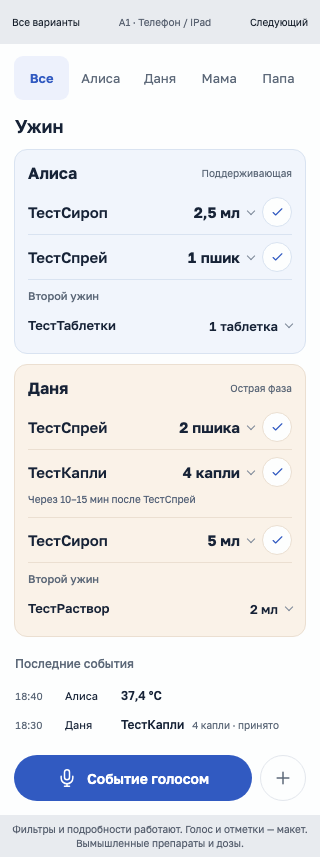 Все варианты
A1 · Телефон / iPad
Следующий
Все
Алиса
Даня
Мама
Папа
Ужин
Алиса
Поддерживающая
ТестСироп
2,5 мл
ТестСпрей
1 пшик
Второй ужин
ТестТаблетки
1 таблетка
Даня
Острая фаза
ТестСпрей
2 пшика
ТестКапли
4 капли
Через 10–15 мин после ТестСпрей
ТестСироп
5 мл
Второй ужин
ТестРаствор
2 мл
Последние события
18:40 Алиса 37,4 °C
18:30 Даня ТестКапли 4 капли · принято
Событие голосом
Фильтры и подробности работают. Голос и отметки — макет.
Вымышленные препараты и дозы.